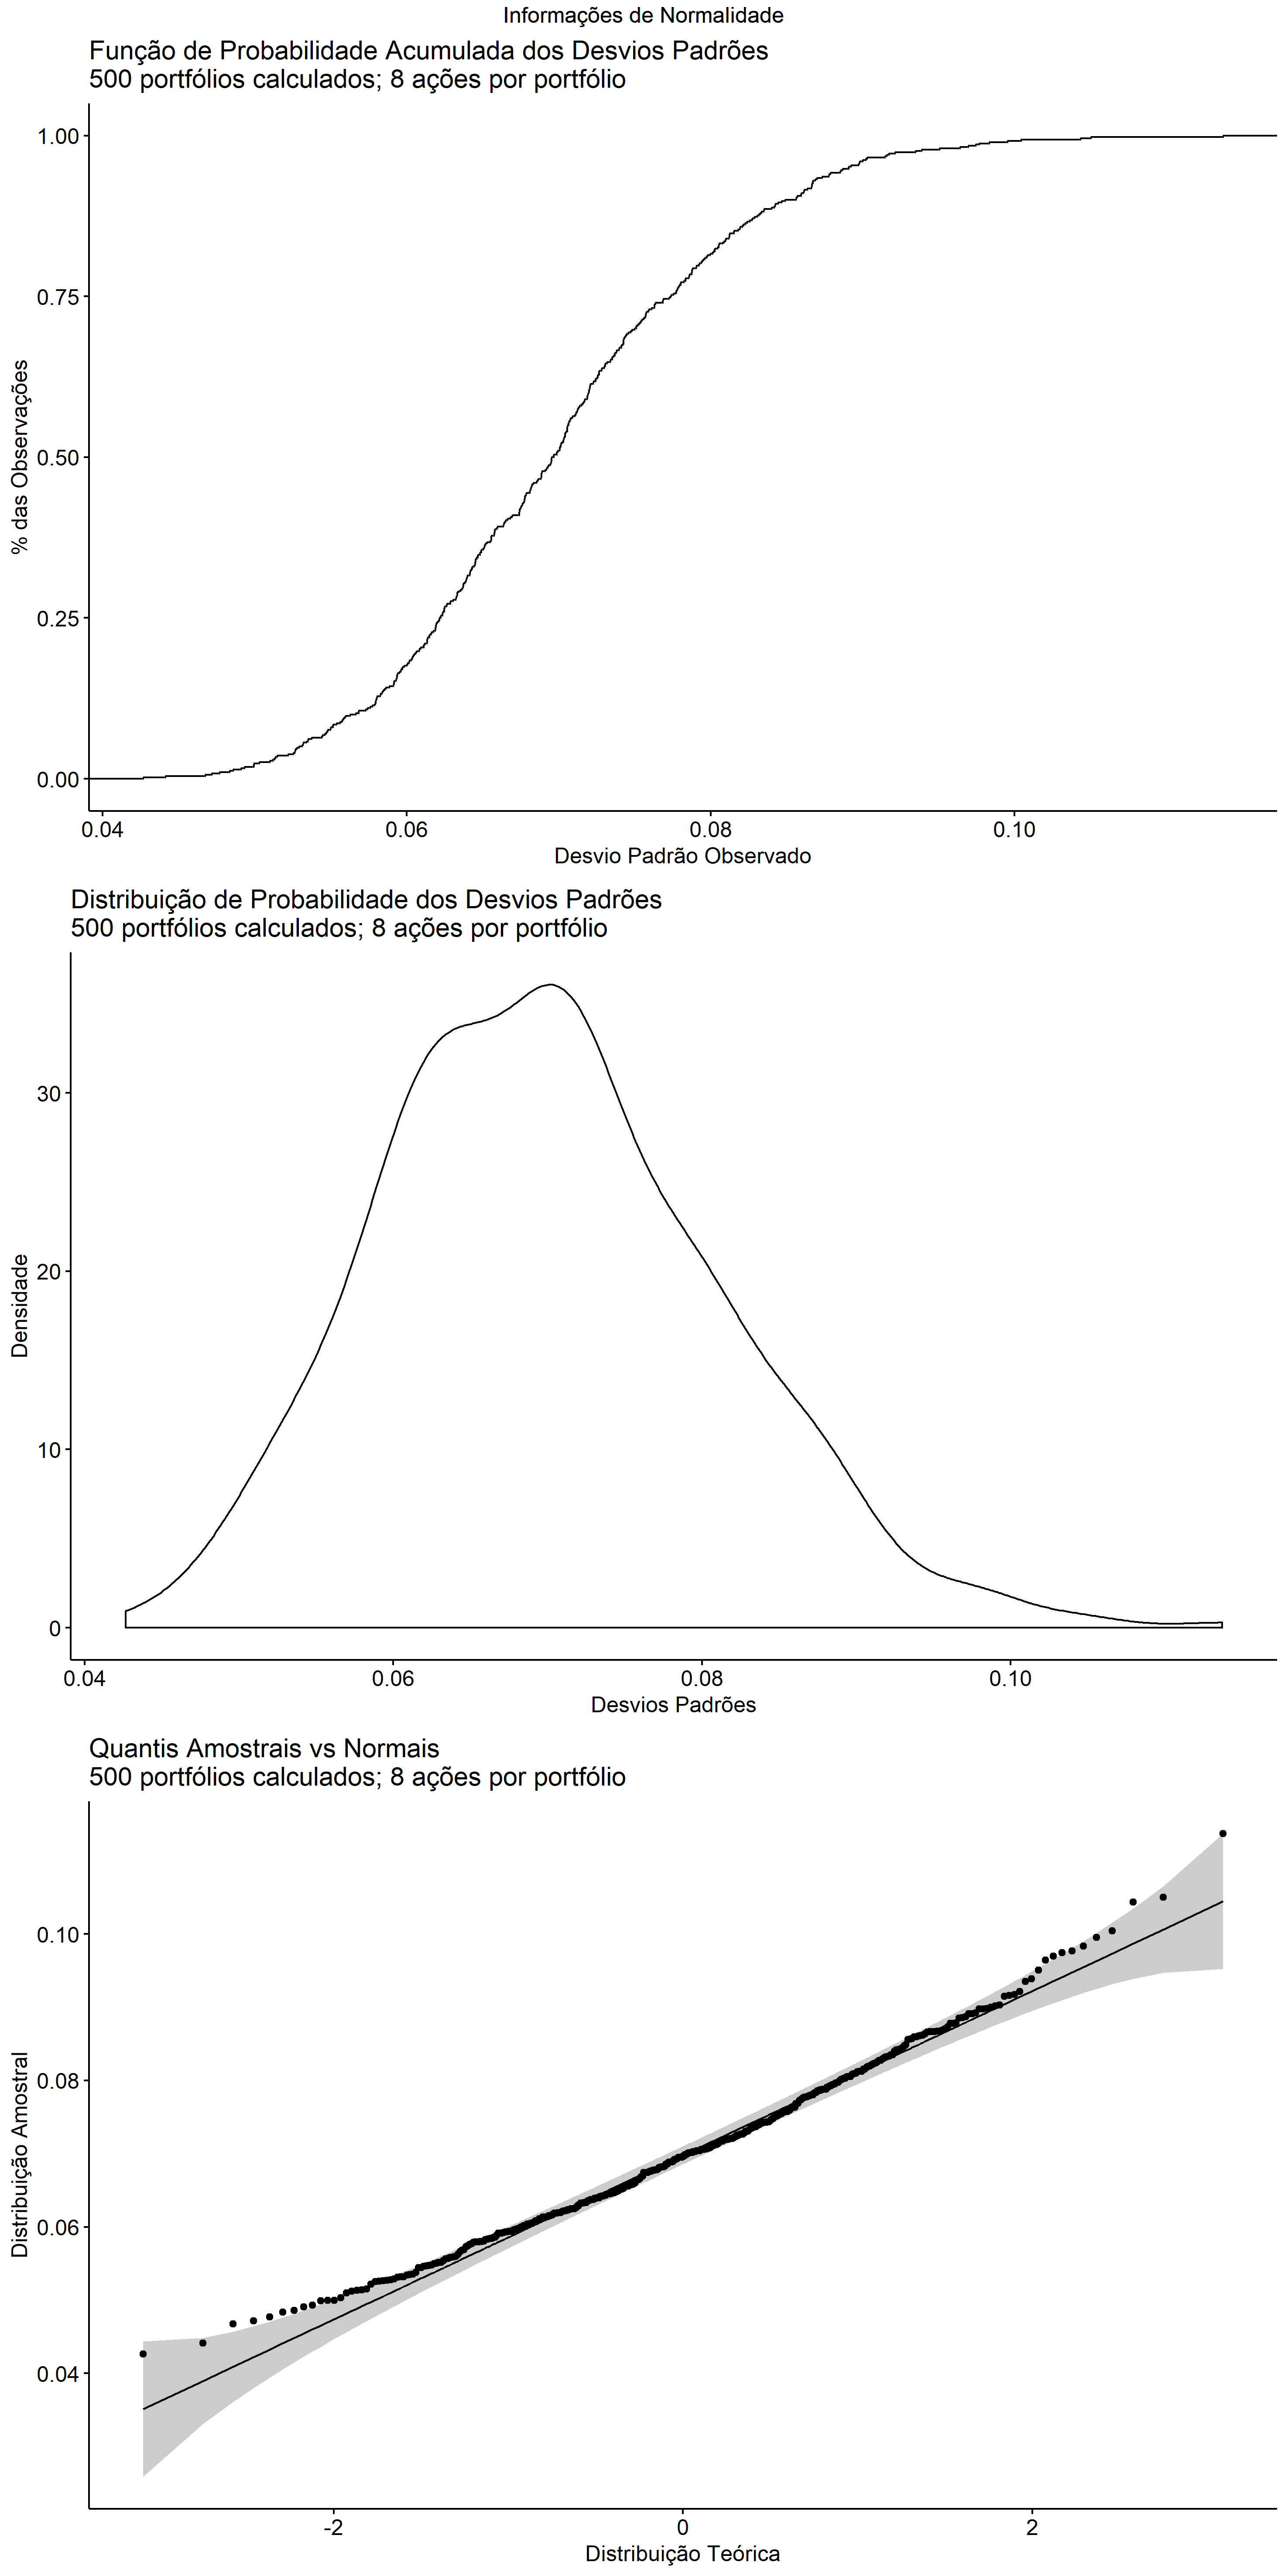 Informações de Normalidade
Função de Probabilidade Acumulada dos Desvios Padrões
500 portfólios calculados; 8 ações por portfólio
1.00
0.75
0.50
0.25
0.00
% das Observações
0.04 0.06 0.08 0.10
Desvio Padrão Observado
Distribuição de Probabilidade dos Desvios Padrões
500 portfólios calculados; 8 ações por portfólio
30
20
10
0
Densidade
0.04 0.06 0.08 0.10
Desvios Padrões
Quantis Amostrais vs Normais
500 portfólios calculados; 8 ações por portfólio
0.10
0.08
0.06
0.04
Distribuição Amostral
-2 0 2
Distribuição Teórica